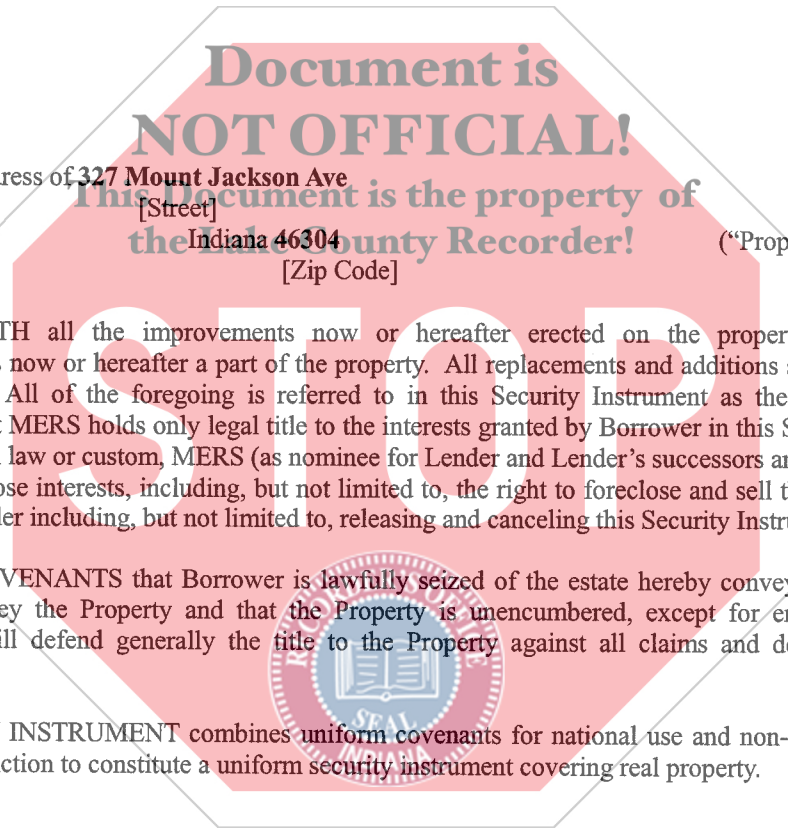 Document is
NOT OFFICIAL!
ress of 327 Mount Jackson Ave
This Document is the property of
[Street]
the Lake County Recorder!
Indiana 46304 ("Prop
[Zip Code]
STOP
TH all the improvements now or hereafter erected on the proper
now or hereafter a part of the property. All replacements and additions s
All of the foregoing is referred to in this Security Instrument as the
t MERS holds only legal title to the interests granted by Borrower in this S
law or custom, MERS (as nominee for Lender and Lender's successors an
ose interests, including, but not limited to, the right to foreclose and sell t
ler including, but not limited to, releasing and canceling this Security Instru
VENANTS that Borrower is lawfully seized of the estate hereby convey
ey the Property and that the Property is unencumbered, except for en
ill defend generally the title to the Property against all claims and de
RECORDER'S OFFICE
SEAL
INDIANA
INSTRUMENT combines uniform covenants for national use and non-
ction to constitute a uniform security instrument covering real property.